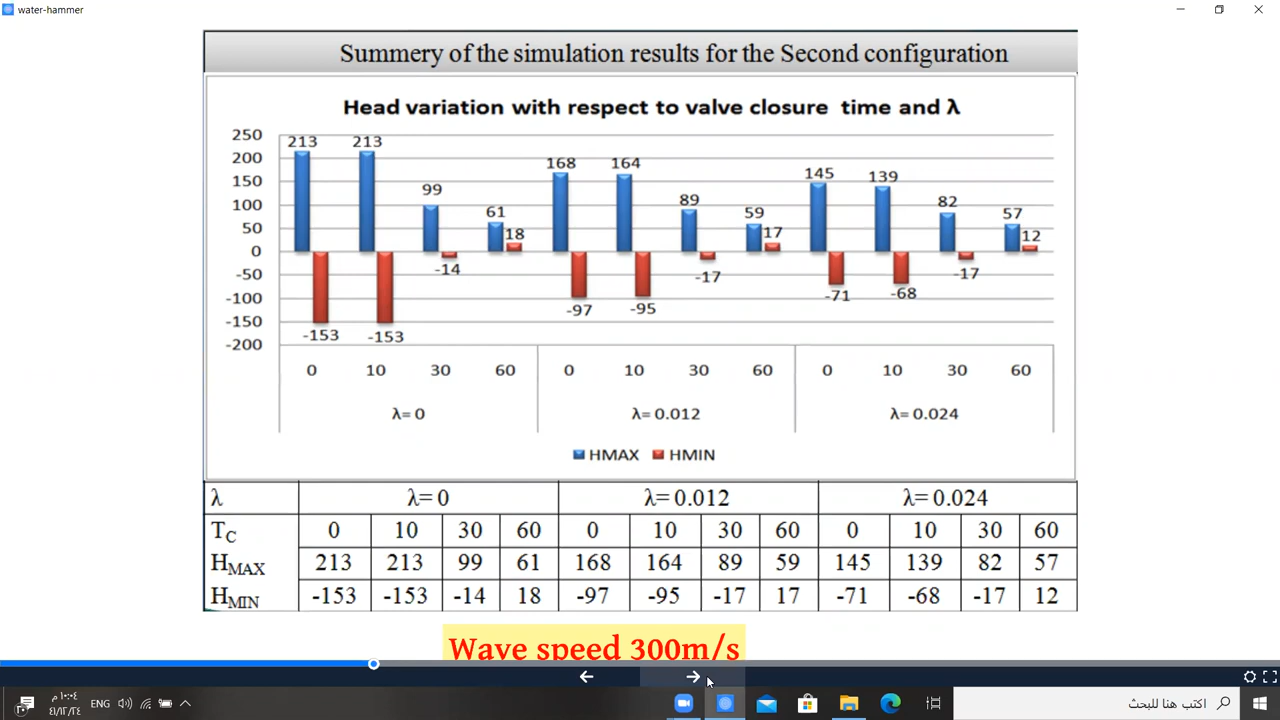 water-hammer
Summery of the simulation results for the Second configuration
Head variation with respect to valve closure time and λ
250
200
150
100
50
0
-50
-100
-150
-200
213 213 99 61 18 168 164 89 59 17 145 139 82 57 12
-153 -153 -14 -97 -95 -17 -71 -68 -17
0 10 30 60 0 10 30 60 0 10 30 60
λ= 0 λ= 0.012 λ= 0.024
HMAX HMIN
λ λ= 0 λ= 0.012 λ= 0.024
TC 0 10 30 60 0 10 30 60 0 10 30 60
HMAX 213 213 99 61 168 164 89 59 145 139 82 57
HMIN -153 -153 -14 18 -97 -95 -17 17 -71 -68 -17 12
Wave speed 300m/s
ENG
اكتب هنا للبحث